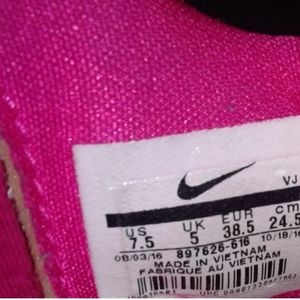 VJ
US UK EUR cm
7.5 5 38.5 24.5
08/03/16 897626-616 10/18/16
MADE IN VIETNAM
FABRIQUE AU VIETNAM
UPC